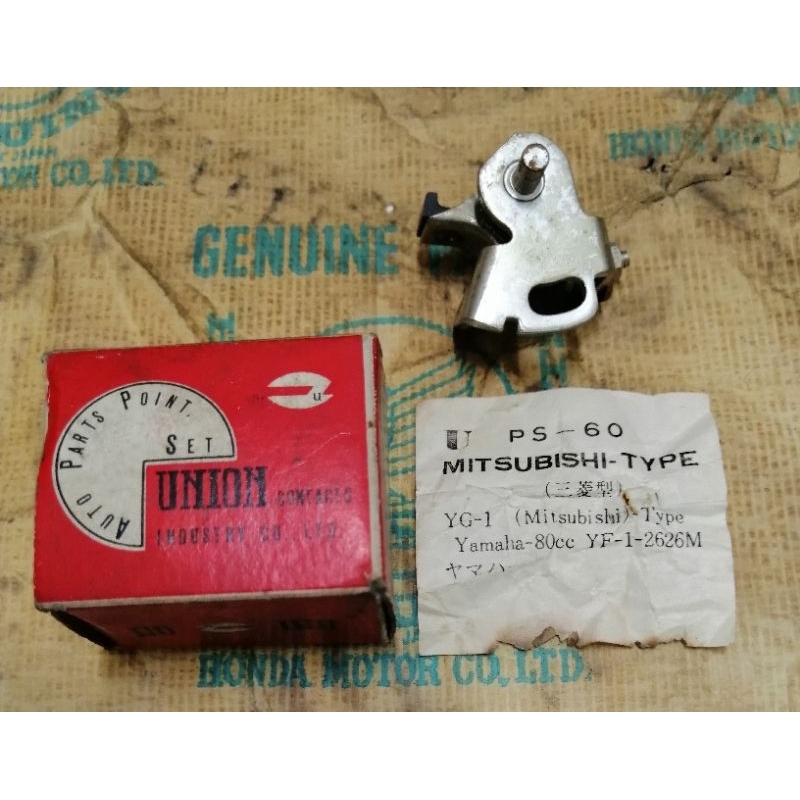 CO., LTD.
HONDA MOTOR
GENUINE
AUTO PARTS POINT.
SET
u
UNION CONTACTS
INDUSTRY CO., LTD.
U PS-60
MITSUBISHI-TYPE
(三菱型)
YG-1 (Mitsubishi)-Type
Yamaha-80cc YF-1-2626M
ヤマハ
HONDA MOTOR CO., LTD.